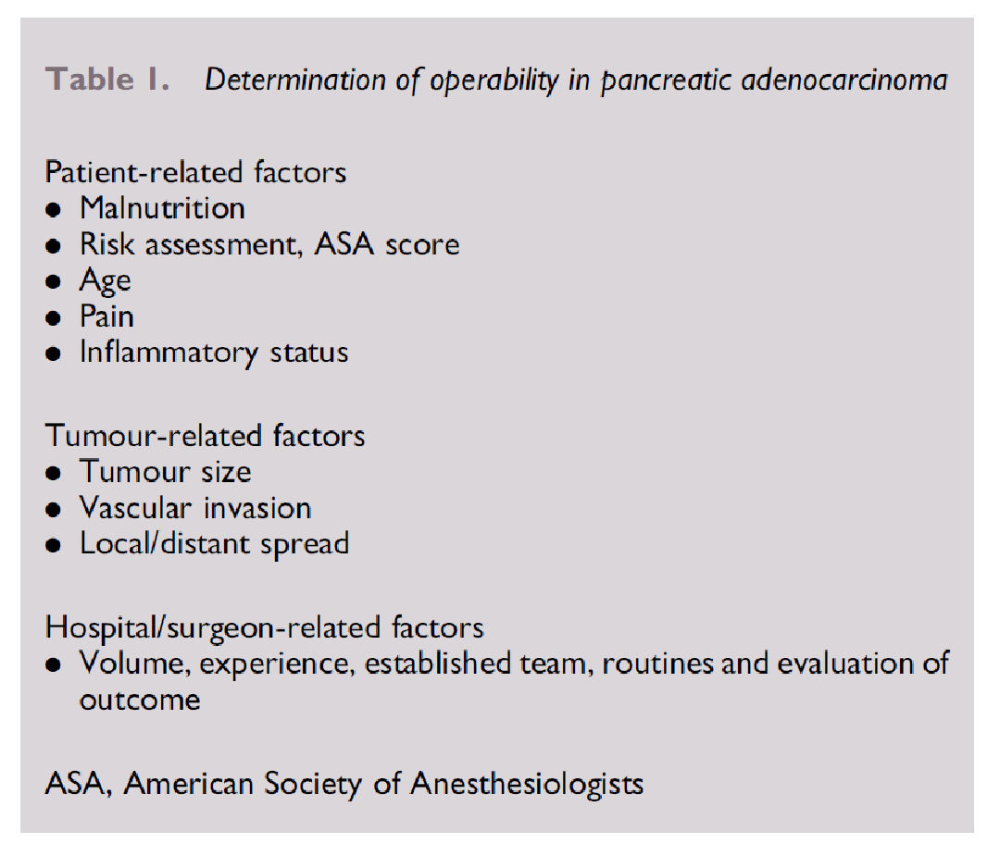 Table 1. Determination of operability in pancreatic adenocarcinoma
Patient-related factors
● Malnutrition
● Risk assessment, ASA score
● Age
● Pain
● Inflammatory status
Tumour-related factors
● Tumour size
● Vascular invasion
● Local/distant spread
Hospital/surgeon-related factors
● Volume, experience, established team, routines and evaluation of
outcome
ASA, American Society of Anesthesiologists